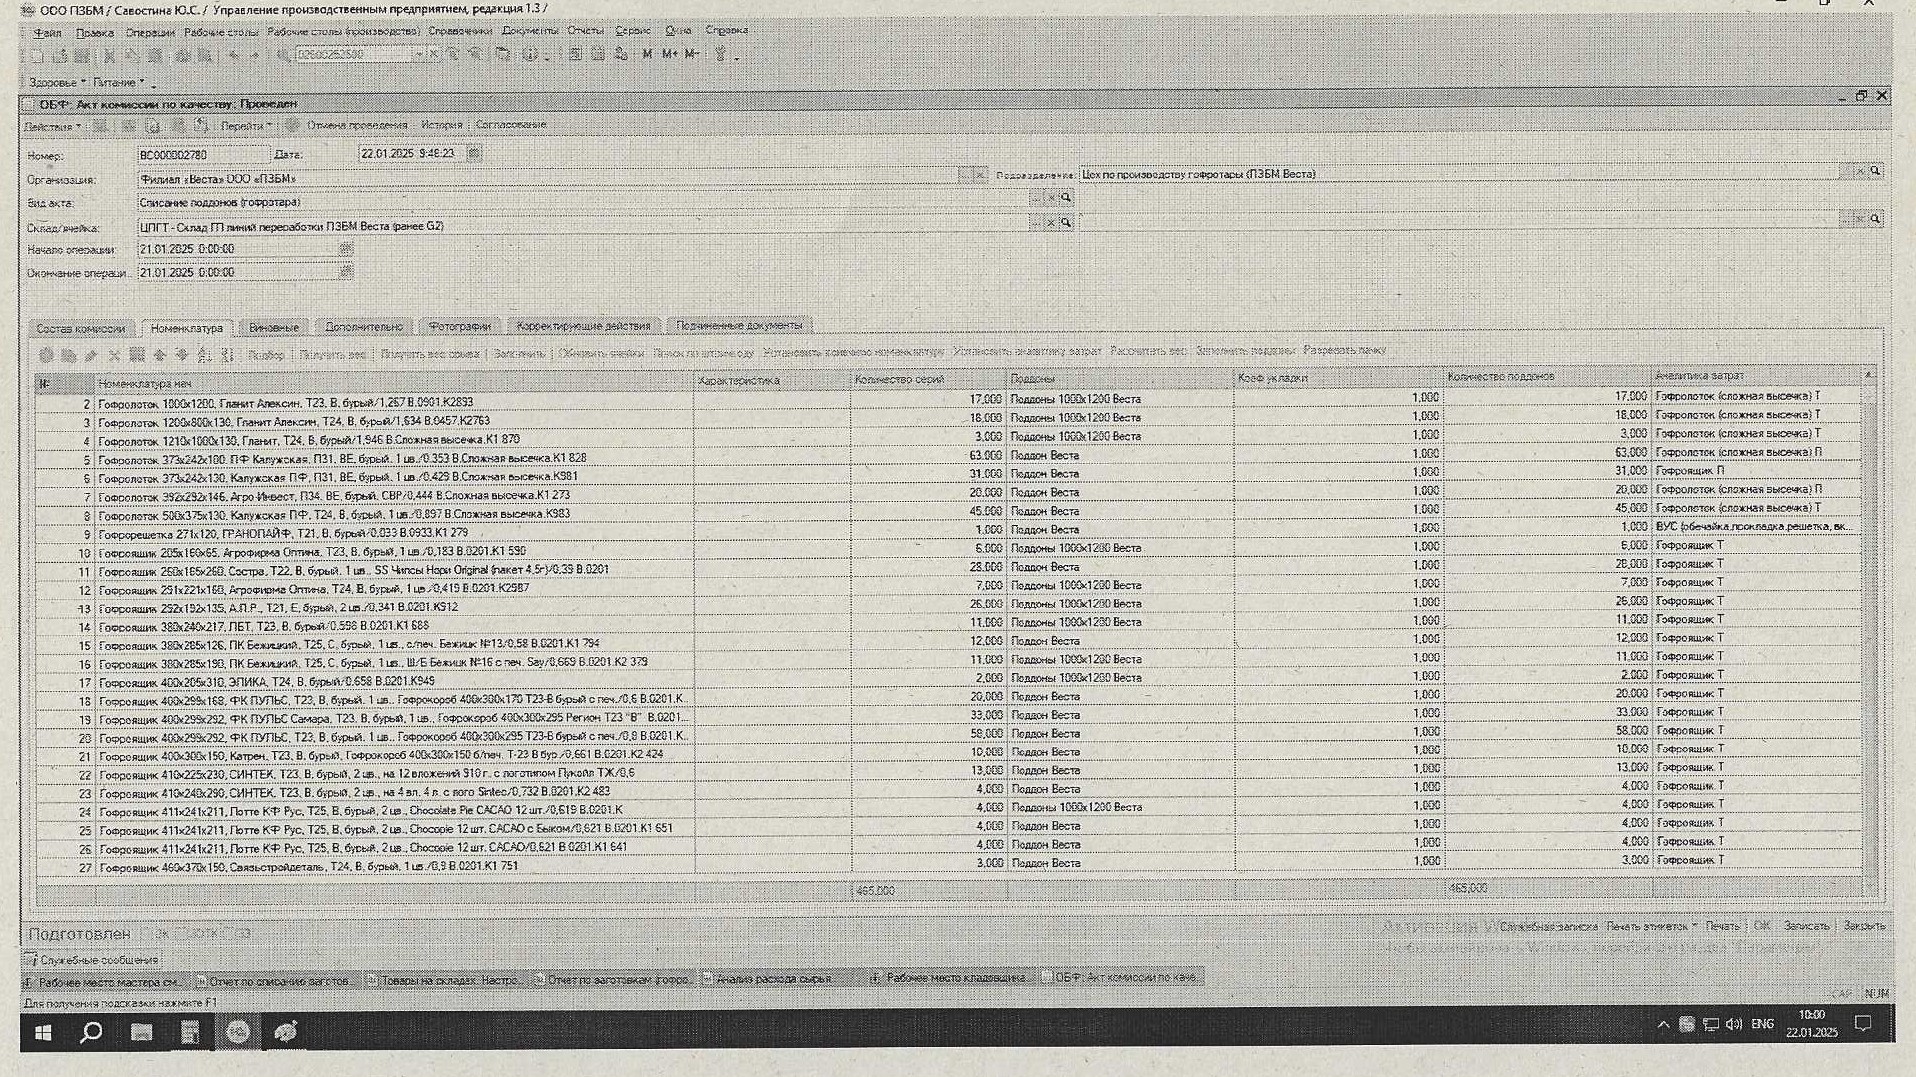 ООО ПЗБМ / Савостина Ю.С. / Управление производственным предприятием, редакция 1.3 /
Файл Правка Операции Рабочие столы Рабочие столы (производство) Справочники Документы Отчеты Сервис Окна Справка
02500252580 М М+ М-
Здоровье Питание
ОБФ: Акт комиссии по качеству: Проведен
Действия Перейти Отмена проведения История Согласование
Номер: ВС000002780 Дата: 22.01.2025 9:48:23
Организация: Филиал «Веста» ООО «ПЗБМ» Подразделение: Цех по производству гофротары (ПЗБМ Веста)
Вид акта: Списание поддонов (гофротара)
Склад/ячейка: ЦПГТ - Склад ГП линий переработки ПЗБМ Веста (ранее G2)
Начало операции: 21.01.2025 0:00:00
Окончание операци... 21.01.2025 0:00:00
Состав комиссии Номенклатура Виновные Дополнительно Фотографии Корректирующие действия Подчиненные документы
Подбор Получить вес Получить вес съема Заполнить Обновить ячейки Поиск по штрихкоду Установить конечную номенклатуру Установить аналитику затрат Рассчитать вес Заполнить поддоны Разрезать пачку
№ Номенклатура нач Характеристика Количество серий Поддоны Коэф укладки Количество поддонов Аналитика затрат
2 Гофролоток 1000х1200, Гланит Алексин, Т23, В, бурый/1,267 В.0901.К2893 17,000 Поддоны 1000х1200 Веста 1,000 17,000 Гофролоток (сложная высечка) Т
3 Гофролоток 1200х800х130, Гланит Алексин, Т24, В, бурый/1,634 В.0457.К2763 18,000 Поддоны 1000х1200 Веста 1,000 18,000 Гофролоток (сложная высечка) Т
4 Гофролоток 1210х1000х130, Гланит, Т24, В, бурый/1,946 В.Сложная высечка.К1 870 3,000 Поддоны 1000х1200 Веста 1,000 3,000 Гофролоток (сложная высечка) Т
5 Гофролоток 373х242х100, ПФ Калужская, П31, ВЕ, бурый, 1 цв./0,353 В.Сложная высечка.К1 828 63,000 Поддон Веста 1,000 63,000 Гофролоток (сложная высечка) П
6 Гофролоток 373х242х130, Калужская ПФ, П31, ВЕ, бурый, 1 цв./0,429 В.Сложная высечка.К981 31,000 Поддон Веста 1,000 31,000 Гофроящик П
7 Гофролоток 392х292х146, Агро Инвест, П34, ВЕ, бурый, СВР/0,444 В.Сложная высечка.К1 273 20,000 Поддон Веста 1,000 20,000 Гофролоток (сложная высечка) П
8 Гофролоток 500х375х130, Калужская ПФ, Т24, В, бурый, 1 цв./0,897 В.Сложная высечка.К983 45,000 Поддон Веста 1,000 45,000 Гофролоток (сложная высечка) Т
9 Гофрорешетка 271х120, ГРАНОПАЙФ, Т21, В, бурый/0,033 В.0933.К1 279 1,000 Поддон Веста 1,000 1,000 ВУС (обечайка,прокладка,решетка, вк...
10 Гофроящик 205х160х65, Агрофирма Оптина, Т23, В, бурый, 1 цв./0,183 В.0201.К1 590 6,000 Поддоны 1000х1200 Веста 1,000 6,000 Гофроящик Т
11 Гофроящик 250х165х260, Состра, Т22, В, бурый, 1 цв., SS Чипсы Нори Original (пакет 4,5г)/0,39 В.0201 28,000 Поддон Веста 1,000 28,000 Гофроящик Т
12 Гофроящик 251х221х160, Агрофирма Оптина, Т24, В, бурый, 1 цв./0,419 В.0201.К2987 7,000 Поддоны 1000х1200 Веста 1,000 7,000 Гофроящик Т
13 Гофроящик 292х192х135, А.П.Р., Т21, Е, бурый, 2 цв./0,341 В.0201.К912 26,000 Поддоны 1000х1200 Веста 1,000 26,000 Гофроящик Т
14 Гофроящик 380х240х217, ЛБТ, Т23, В, бурый/0,598 В.0201.К1 688 11,000 Поддоны 1000х1200 Веста 1,000 11,000 Гофроящик Т
15 Гофроящик 380х285х126, ПК Бежицкий, Т25, С, бурый, 1 цв., с/печ. Бежицк №13/0,58 В.0201.К1 794 12,000 Поддон Веста 1,000 12,000 Гофроящик Т
16 Гофроящик 380х285х190, ПК Бежицкий, Т25, С, бурый, 1 цв., Ш/Б Бежицк №16 с печ. Say/0,669 В.0201.К2 379 11,000 Поддоны 1000х1200 Веста 1,000 11,000 Гофроящик Т
17 Гофроящик 400х205х310, ЭЛИКА, Т24, В, бурый/0,658 В.0201.К949 2,000 Поддоны 1000х1200 Веста 1,000 2,000 Гофроящик Т
18 Гофроящик 400х299х168, ФК ПУЛЬС, Т23, В, бурый, 1 цв., Гофрокороб 400х300х170 Т23-В бурый с печ./0,6 В.0201.К.. 20,000 Поддон Веста 1,000 20,000 Гофроящик Т
19 Гофроящик 400х299х292, ФК ПУЛЬС Самара, Т23, В, бурый, 1 цв., Гофрокороб 400х300х295 Регион Т23 "В" В.0201... 33,000 Поддон Веста 1,000 33,000 Гофроящик Т
20 Гофроящик 400х299х292, ФК ПУЛЬС, Т23, В, бурый, 1 цв., Гофрокороб 400х300х295 Т23-В бурый с печ./0,8 В.0201.К.. 58,000 Поддон Веста 1,000 58,000 Гофроящик Т
21 Гофроящик 400х300х150, Катрен, Т23, В, бурый, Гофрокороб 400х300х150 б/печ. Т-23 В бур./0,661 В.0201.К2 424 10,000 Поддон Веста 1,000 10,000 Гофроящик Т
22 Гофроящик 410х225х230, СИНТЕК, Т23, В, бурый, 2 цв., на 12 вложений 910 г. с логотипом Лукойл ТЖ/0,6 13,000 Поддон Веста 1,000 13,000 Гофроящик Т
23 Гофроящик 410х240х290, СИНТЕК, Т23, В, бурый, 2 цв., на 4 вл. 4 л. с лого Sintec/0,732 В.0201.К2 483 4,000 Поддон Веста 1,000 4,000 Гофроящик Т
24 Гофроящик 411х241х211, Лотте КФ Рус, Т25, В, бурый, 2 цв., Chocolate Pie CACAO 12 шт./0,619 В.0201.К 4,000 Поддоны 1000х1200 Веста 1,000 4,000 Гофроящик Т
25 Гофроящик 411х241х211, Лотте КФ Рус, Т25, В, бурый, 2 цв., Chocopie 12 шт. CACAO с Быком/0,621 В.0201.К1 651 4,000 Поддон Веста 1,000 4,000 Гофроящик Т
26 Гофроящик 411х241х211, Лотте КФ Рус, Т25, В, бурый, 2 цв., Chocopie 12 шт. CACAO/0,621 В.0201.К1 641 4,000 Поддон Веста 1,000 4,000 Гофроящик Т
27 Гофроящик 460х370х150, Связьстройдеталь, Т24, В, бурый, 1 цв./0,9 В.0201.К1 751 3,000 Поддон Веста 1,000 3,000 Гофроящик Т
465,000 465,000
Подготовлен
Служебная записка Печать этикеток Печать ОК Записать Закрыть
Служебные сообщения
Рабочее место мастера см... Отчет по списанию заготов... Товары на складах Настро... Отчет по заготовкам (гофро... Анализ расхода сырья Рабочее место кладовщика... ОБФ: Акт комиссии по каче...
Для получения подсказки нажмите F1 CAP NUM
ENG 10:00
22.01.2025